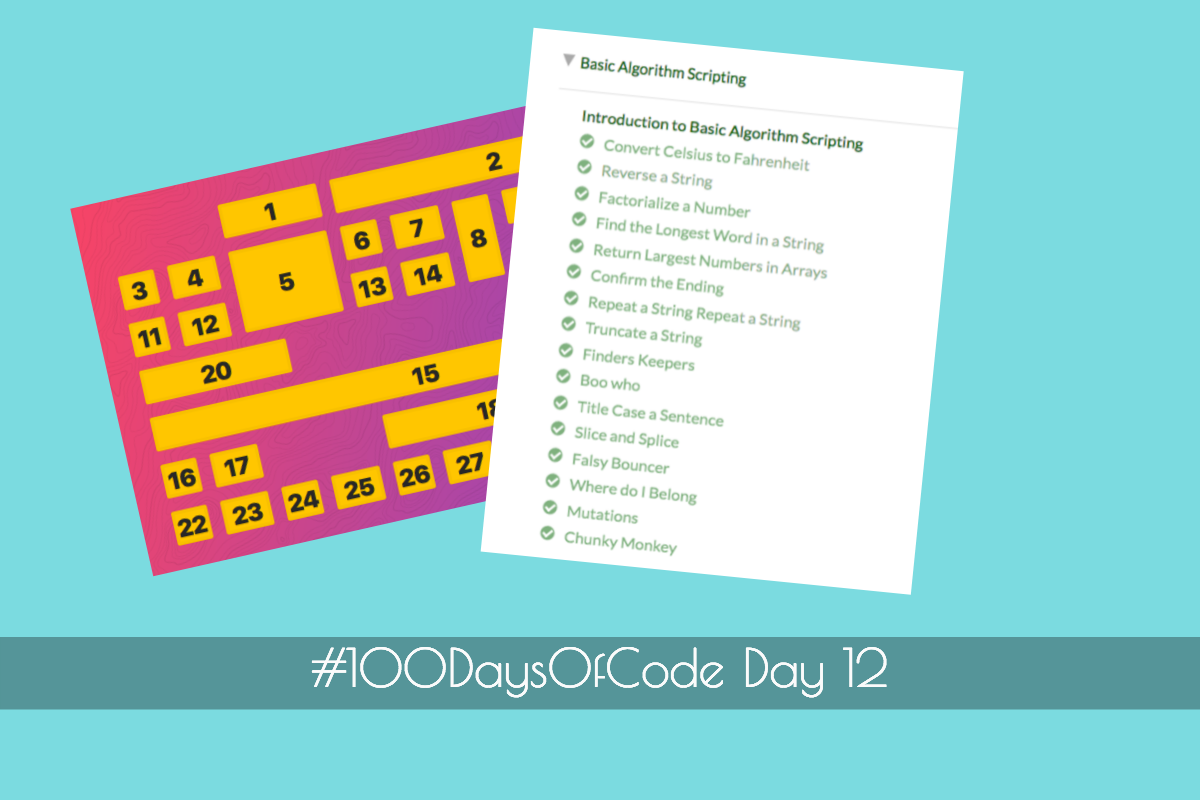 1
2
3
4
5
6
7
8
11
12
13
14
20
15
16
17
18
22
23
24
25
26
27
Basic Algorithm Scripting
Introduction to Basic Algorithm Scripting
Convert Celsius to Fahrenheit
Reverse a String
Factorialize a Number
Find the Longest Word in a String
Return Largest Numbers in Arrays
Confirm the Ending
Repeat a String Repeat a String
Truncate a String
Finders Keepers
Boo who
Title Case a Sentence
Slice and Splice
Falsy Bouncer
Where do I Belong
Mutations
Chunky Monkey
#100DaysOfCode Day 12